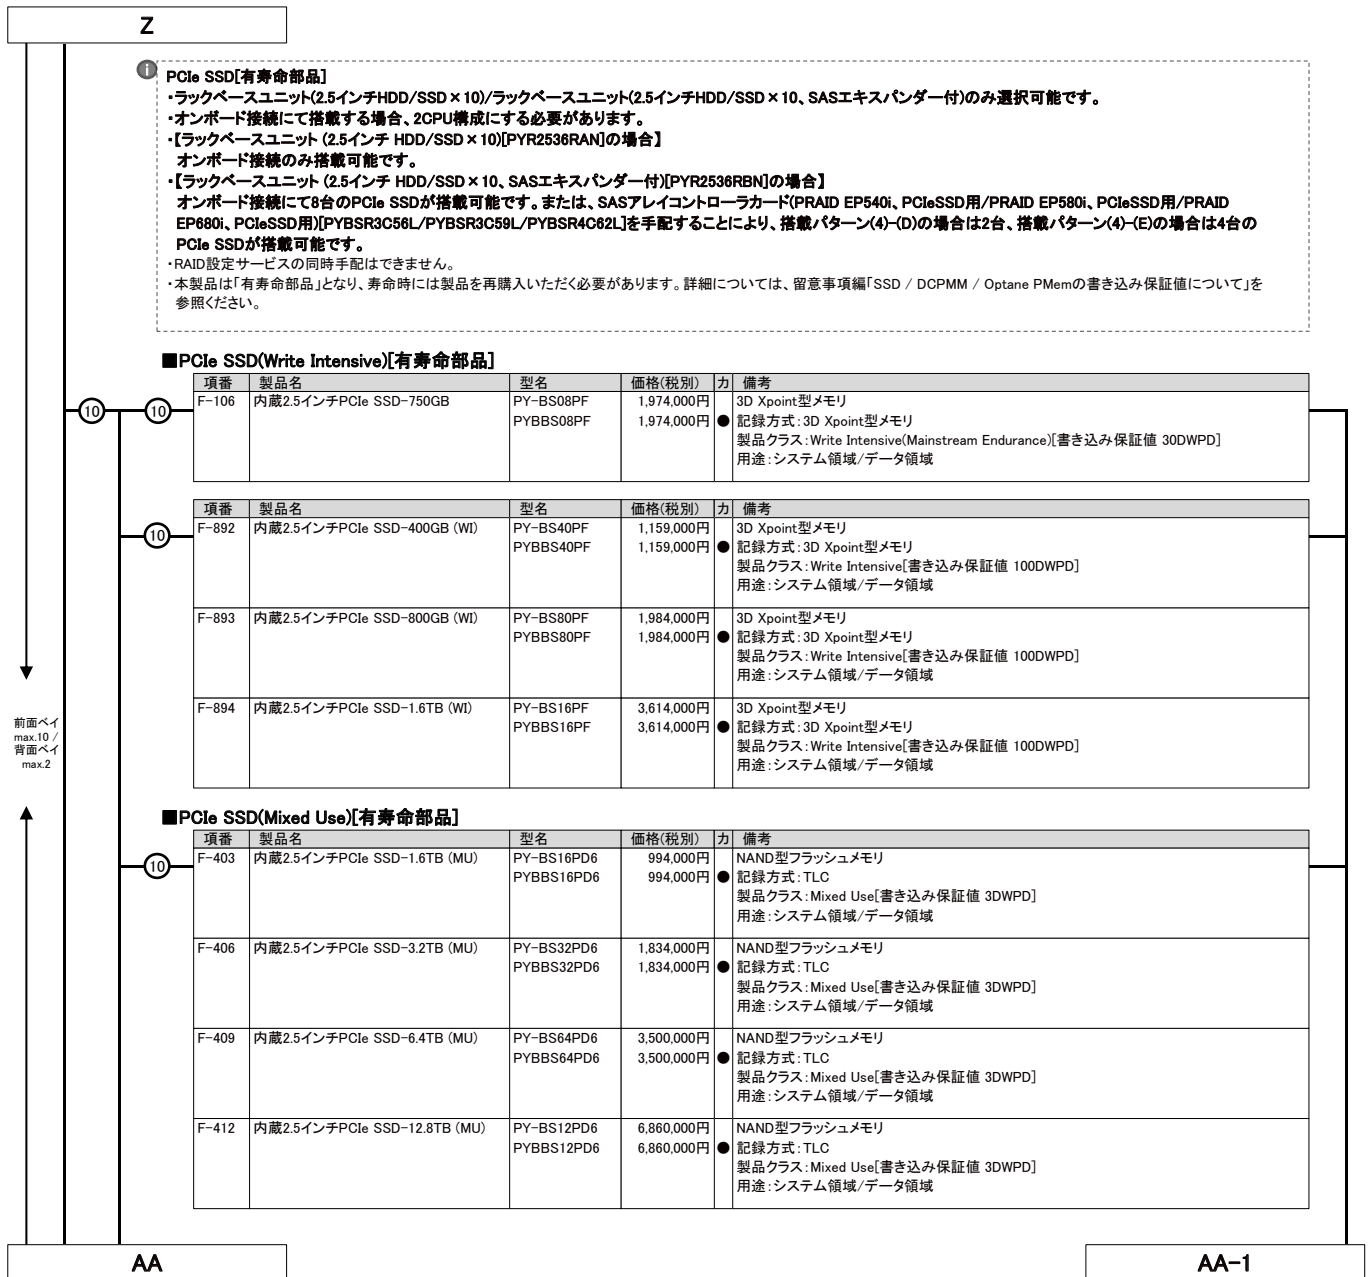 Z
i
PCIe SSD[有寿命部品]
・ラックベースユニット(2.5インチHDD/SSD×10)/ラックベースユニット(2.5インチHDD/SSD×10、SASエキスパンダー付)のみ選択可能です。
・オンボード接続にて搭載する場合、2CPU構成にする必要があります。
・【ラックベースユニット (2.5インチ HDD/SSD×10)[PYR2536RAN]の場合】
オンボード接続のみ搭載可能です。
・【ラックベースユニット (2.5インチ HDD/SSD×10、SASエキスパンダー付)[PYR2536RBN]の場合】
オンボード接続にて8台のPCIe SSDが搭載可能です。または、SASアレイコントローラカード(PRAID EP540i、PCIeSSD用/PRAID EP580i、PCIeSSD用/PRAID
EP680i、PCIeSSD用)[PYBSR3C56L/PYBSR3C59L/PYBSR4C62L]を手配することにより、搭載パターン(4)-(D)の場合は2台、搭載パターン(4)-(E)の場合は4台の
PCIe SSDが搭載可能です。
・RAID設定サービスの同時手配はできません。
・本製品は「有寿命部品」となり、寿命時には製品を再購入いただく必要があります。詳細については、留意事項編「SSD / DCPMM / Optane PMemの書き込み保証値について」を
参照ください。
■PCIe SSD(Write Intensive)[有寿命部品]
項番 製品名 型名 価格(税別) カ 備考
10 10 F-106 内蔵2.5インチPCIe SSD-750GB PY-BS08PF 1,974,000円 3D Xpoint型メモリ
PYBBS08PF 1,974,000円 ● 記録方式:3D Xpoint型メモリ
製品クラス:Write Intensive(Mainstream Endurance)[書き込み保証値 30DWPD]
用途:システム領域/データ領域
項番 製品名 型名 価格(税別) カ 備考
10 F-892 内蔵2.5インチPCIe SSD-400GB (WI) PY-BS40PF 1,159,000円 3D Xpoint型メモリ
PYBBS40PF 1,159,000円 ● 記録方式:3D Xpoint型メモリ
製品クラス:Write Intensive[書き込み保証値 100DWPD]
用途:システム領域/データ領域
F-893 内蔵2.5インチPCIe SSD-800GB (WI) PY-BS80PF 1,984,000円 3D Xpoint型メモリ
PYBBS80PF 1,984,000円 ● 記録方式:3D Xpoint型メモリ
製品クラス:Write Intensive[書き込み保証値 100DWPD]
用途:システム領域/データ領域
F-894 内蔵2.5インチPCIe SSD-1.6TB (WI) PY-BS16PF 3,614,000円 3D Xpoint型メモリ
PYBBS16PF 3,614,000円 ● 記録方式:3D Xpoint型メモリ
製品クラス:Write Intensive[書き込み保証値 100DWPD]
用途:システム領域/データ領域
前面ベイ
max.10 /
背面ベイ
max.2
■PCIe SSD(Mixed Use)[有寿命部品]
項番 製品名 型名 価格(税別) カ 備考
10 F-403 内蔵2.5インチPCIe SSD-1.6TB (MU) PY-BS16PD6 994,000円 NAND型フラッシュメモリ
PYBBS16PD6 994,000円 ● 記録方式:TLC
製品クラス:Mixed Use[書き込み保証値 3DWPD]
用途:システム領域/データ領域
F-406 内蔵2.5インチPCIe SSD-3.2TB (MU) PY-BS32PD6 1,834,000円 NAND型フラッシュメモリ
PYBBS32PD6 1,834,000円 ● 記録方式:TLC
製品クラス:Mixed Use[書き込み保証値 3DWPD]
用途:システム領域/データ領域
F-409 内蔵2.5インチPCIe SSD-6.4TB (MU) PY-BS64PD6 3,500,000円 NAND型フラッシュメモリ
PYBBS64PD6 3,500,000円 ● 記録方式:TLC
製品クラス:Mixed Use[書き込み保証値 3DWPD]
用途:システム領域/データ領域
F-412 内蔵2.5インチPCIe SSD-12.8TB (MU) PY-BS12PD6 6,860,000円 NAND型フラッシュメモリ
PYBBS12PD6 6,860,000円 ● 記録方式:TLC
製品クラス:Mixed Use[書き込み保証値 3DWPD]
用途:システム領域/データ領域
AA AA-1